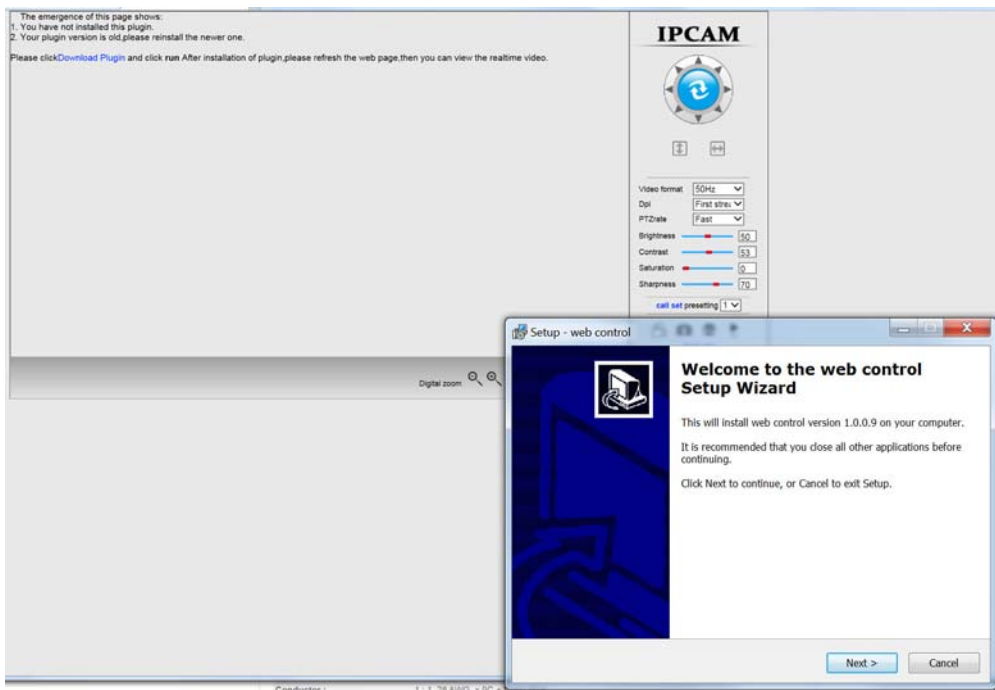 The emergence of this page shows:
1. You have not installed this plugin.
2. Your plugin version is old,please reinstall the newer one.
Please clickDownload Plugin and click run After installation of plugin,please refresh the web page,then you can view the realtime video.
IPCAM
Video format 50Hz
Dpi First stre
PTZrate Fast
Brightness 50
Contrast 53
Saturation 0
Sharpness 70
call set presetting 1
Digital zoom
Setup - web control
Welcome to the web control
Setup Wizard
This will install web control version 1.0.0.9 on your computer.
It is recommended that you close all other applications before
continuing.
Click Next to continue, or Cancel to exit Setup.
Next > Cancel